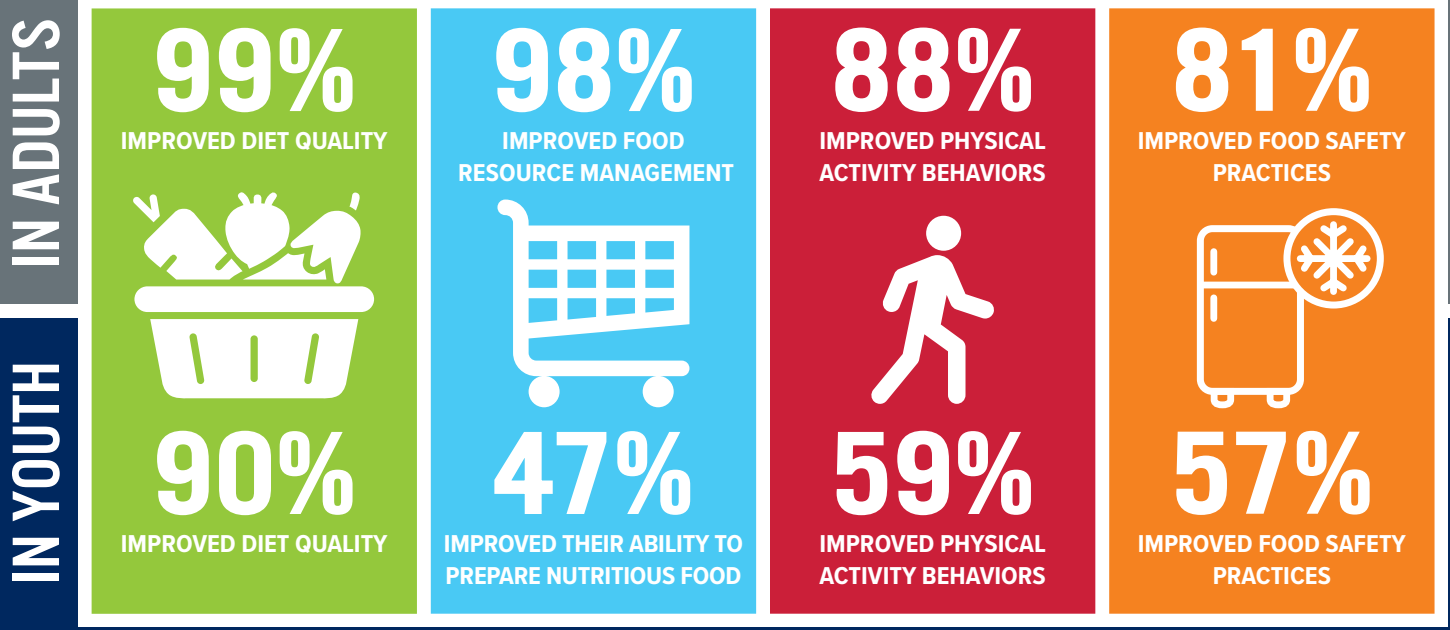 IN ADULTS
99%
IMPROVED DIET QUALITY
98%
IMPROVED FOOD
RESOURCE MANAGEMENT
88%
IMPROVED PHYSICAL
ACTIVITY BEHAVIORS
81%
IMPROVED FOOD SAFETY
PRACTICES
IN YOUTH
90%
IMPROVED DIET QUALITY
47%
IMPROVED THEIR ABILITY TO
PREPARE NUTRITIOUS FOOD
59%
IMPROVED PHYSICAL
ACTIVITY BEHAVIORS
57%
IMPROVED FOOD SAFETY
PRACTICES